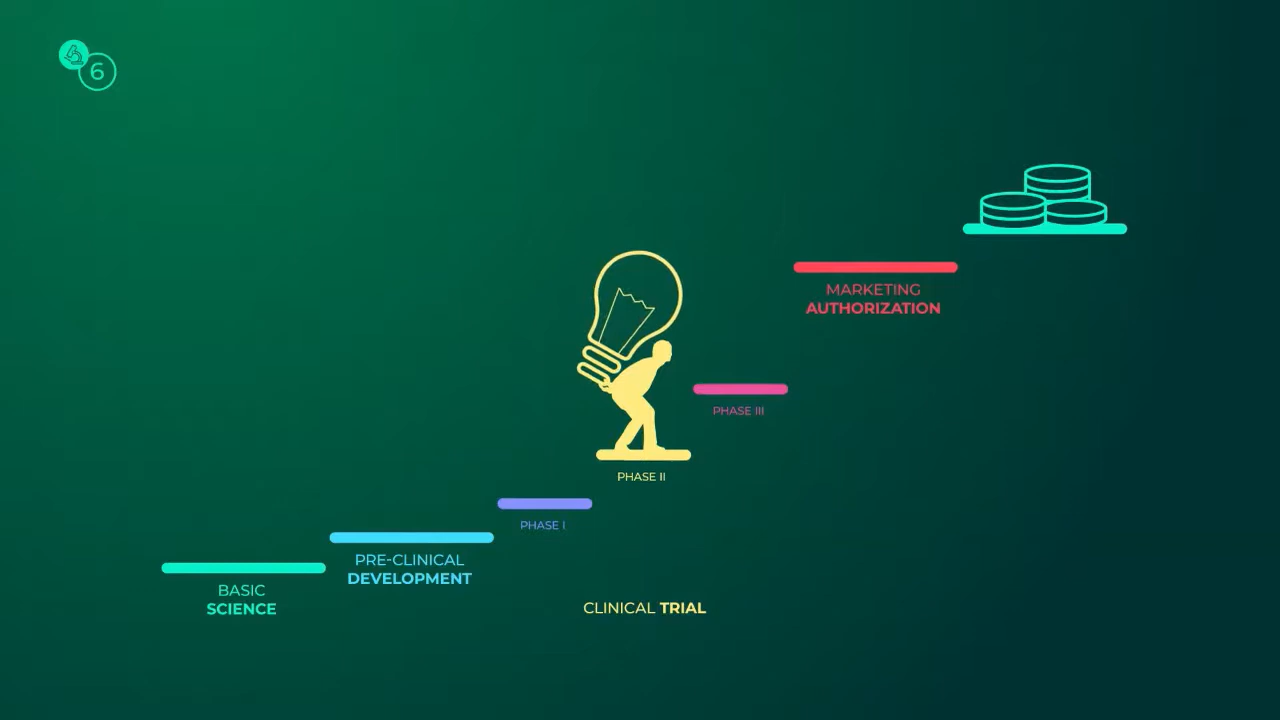 6
MARKETING
AUTHORIZATION
PHASE III
PHASE II
PHASE I
PRE-CLINICAL
DEVELOPMENT
BASIC
SCIENCE
CLINICAL TRIAL